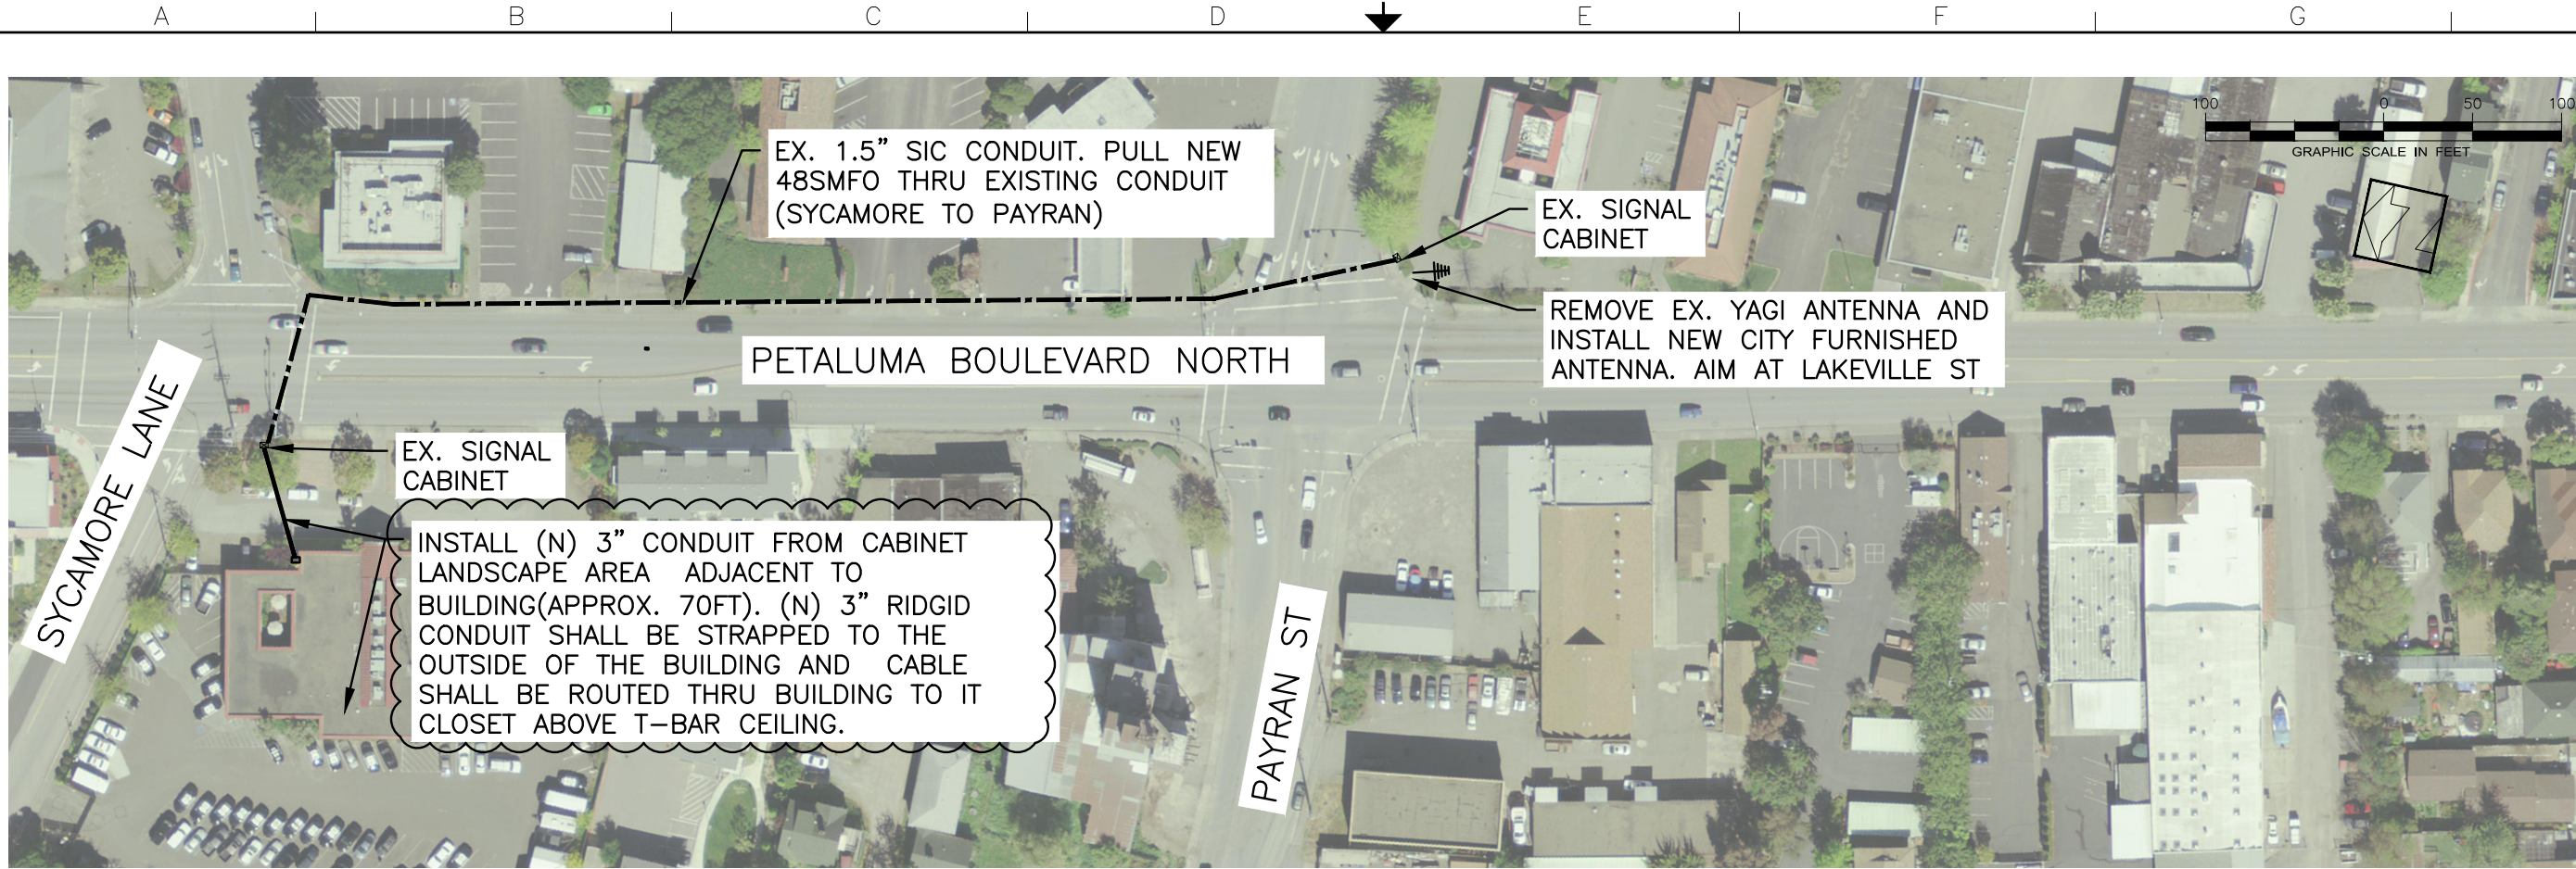 A B C D E F G
EX. 1.5" SIC CONDUIT. PULL NEW
48SMFO THRU EXISTING CONDUIT
(SYCAMORE TO PAYRAN)
100 0 50 100
GRAPHIC SCALE IN FEET
EX. SIGNAL
CABINET
REMOVE EX. YAGI ANTENNA AND
INSTALL NEW CITY FURNISHED
ANTENNA. AIM AT LAKEVILLE ST
PETALUMA BOULEVARD NORTH
SYCAMORE LANE
EX. SIGNAL
CABINET
INSTALL (N) 3" CONDUIT FROM CABINET
LANDSCAPE AREA ADJACENT TO
BUILDING(APPROX. 70FT). (N) 3" RIDGID
CONDUIT SHALL BE STRAPPED TO THE
OUTSIDE OF THE BUILDING AND CABLE
SHALL BE ROUTED THRU BUILDING TO IT
CLOSET ABOVE T-BAR CEILING.
PAYRAN ST